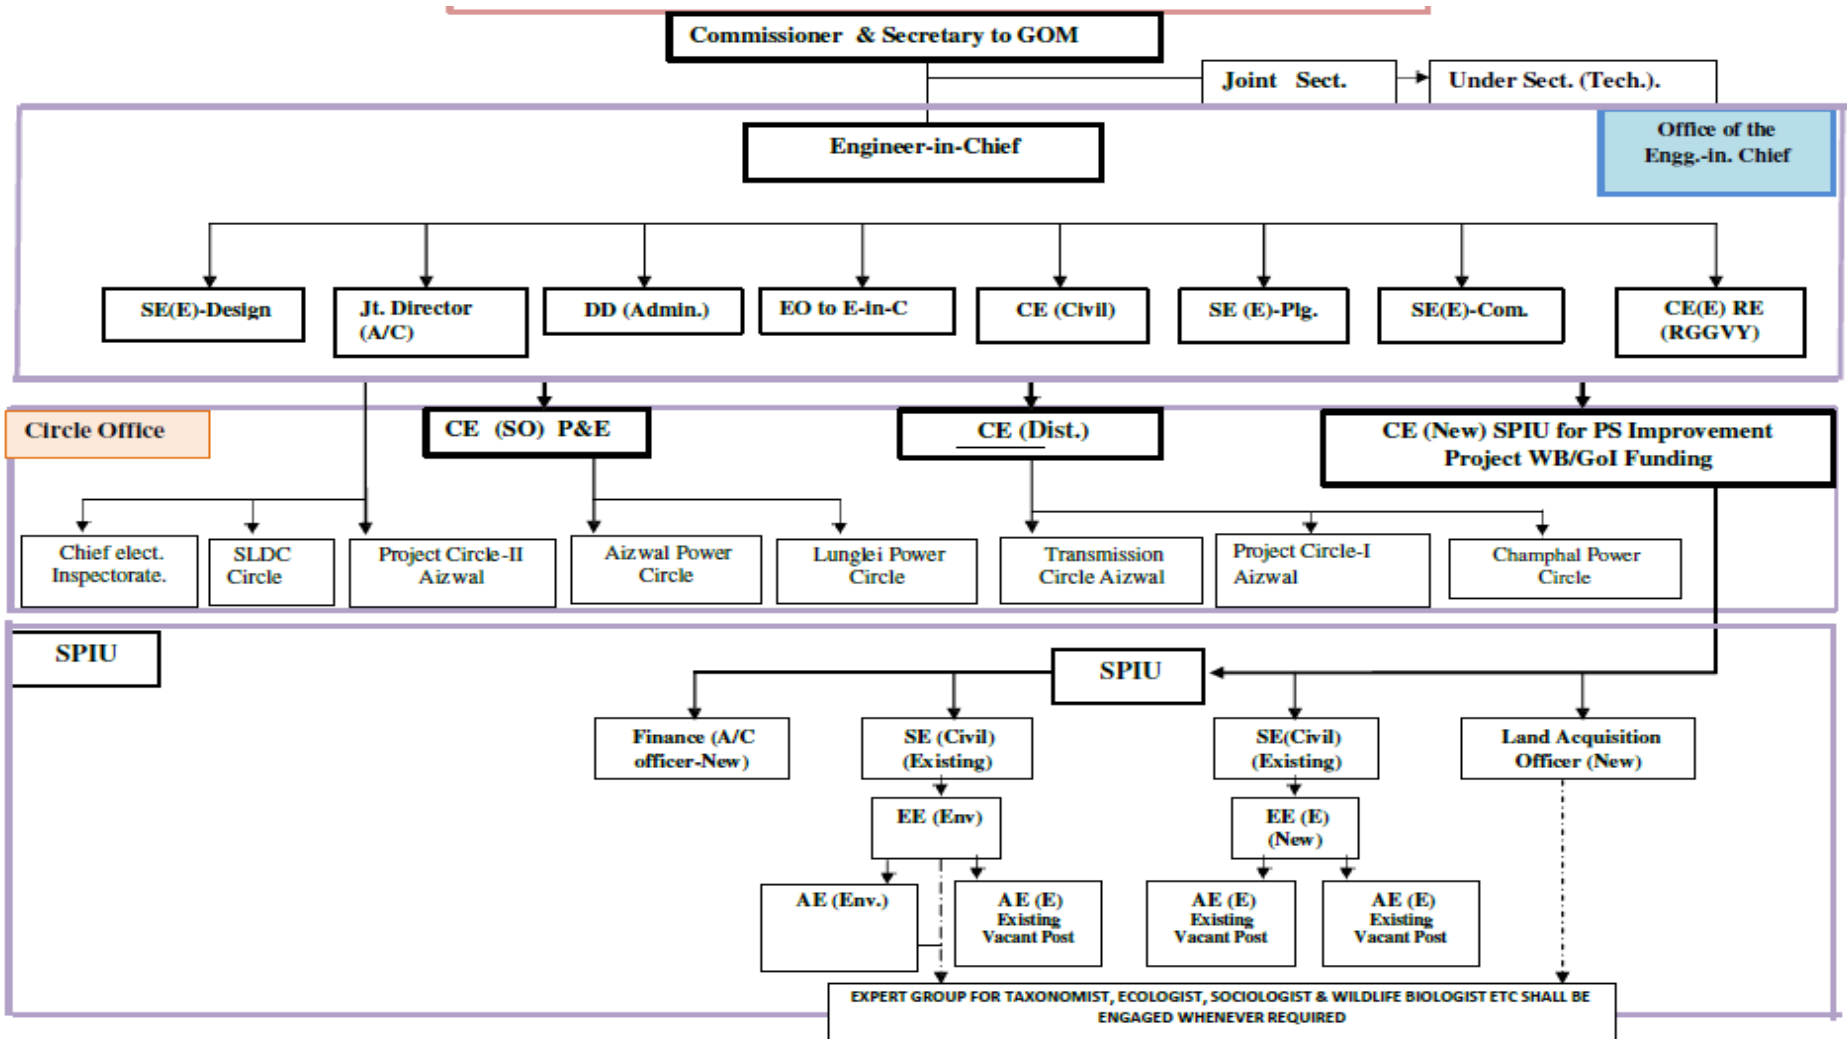 Commissioner & Secretary to GOM
Joint Sect.
Under Sect. (Tech.).
Engineer-in-Chief
Office of the
Engg.-in. Chief
SE(E)-Design
Jt. Director
(A/C)
DD (Admin.)
EO to E-in-C
CE (Civil)
SE (E)-Plg.
SE(E)-Com.
CE(E) RE
(RGGVY)
Circle Office
CE (SO) P&E
CE (Dist.)
CE (New) SPIU for PS Improvement
Project WB/GoI Funding
Chief elect.
Inspectorate.
SLDC
Circle
Project Circle-II
Aizwal
Aizwal Power
Circle
Lunglei Power
Circle
Transmission
Circle Aizwal
Project Circle-I
Aizwal
Champhal Power
Circle
SPIU
SPIU
Finance (A/C
officer-New)
SE (Civil)
(Existing)
SE(Civil)
(Existing)
Land Acquisition
Officer (New)
EE (Env)
EE (E)
(New)
AE (Env.)
AE (E)
Existing
Vacant Post
AE (E)
Existing
Vacant Post
AE (E)
Existing
Vacant Post
EXPERT GROUP FOR TAXONOMIST, ECOLOGIST, SOCIOLOGIST & WILDLIFE BIOLOGIST ETC SHALL BE
ENGAGED WHENEVER REQUIRED